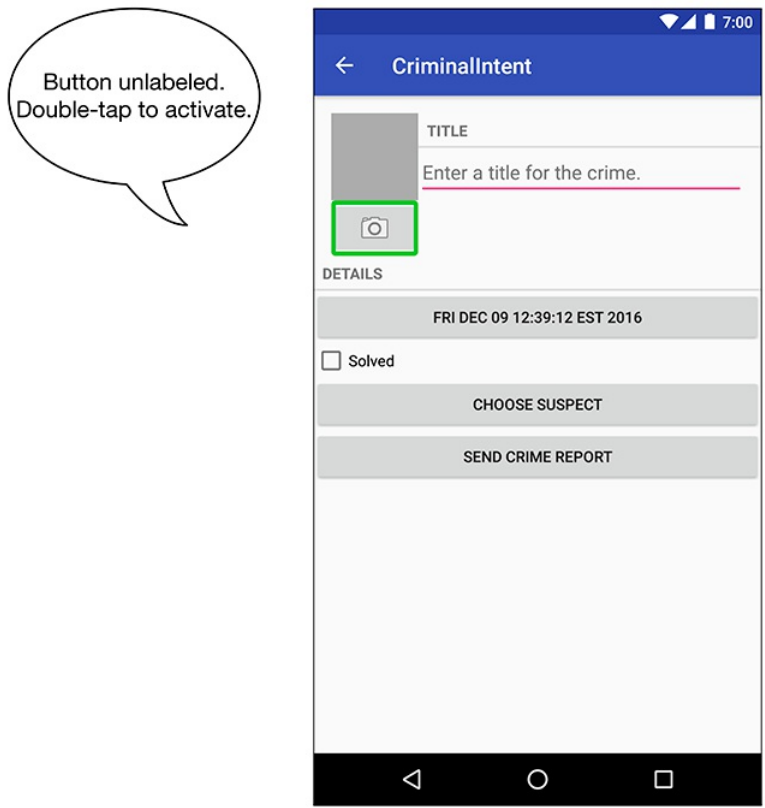 Button unlabeled.
Double-tap to activate.
7:00
CriminalIntent
TITLE
Enter a title for the crime.
DETAILS
FRI DEC 09 12:39:12 EST 2016
Solved
CHOOSE SUSPECT
SEND CRIME REPORT